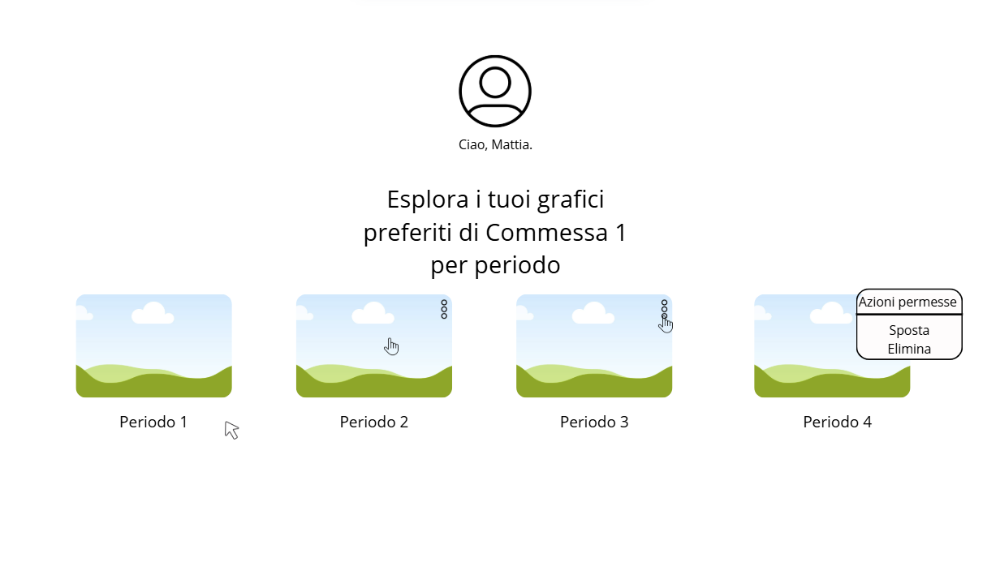 Ciao, Mattia.
Esplora i tuoi grafici
preferiti di Commessa 1
per periodo
Azioni permesse
Sposta
Elimina
Periodo 1
Periodo 2
Periodo 3
Periodo 4